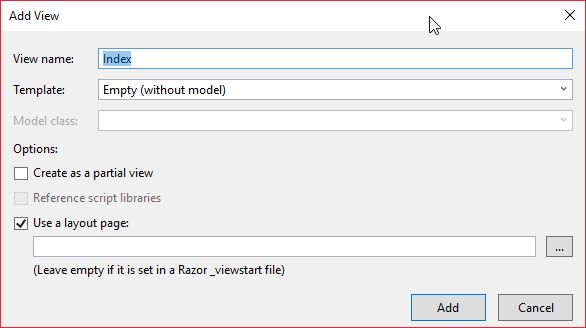 Add View
View name: Index
Template: Empty (without model)
Model class:
Options:
Create as a partial view
Reference script libraries
Use a layout page:
...
(Leave empty if it is set in a Razor _viewstart file)
Add Cancel